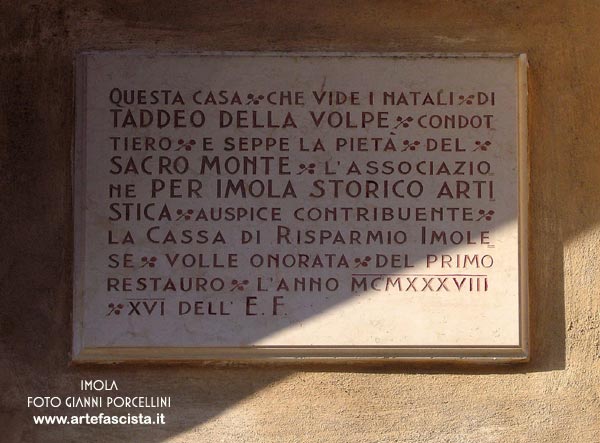 QUESTA CASA CHE VIDE I NATALI DI
TADDEO DELLA VOLPE CONDOT
TIERO E SEPPE LA PIETÀ DEL
SACRO MONTE L'ASSOCIAZIO
NE PER IMOLA STORICO ARTI
STICA AUSPICE CONTRIBUENTE
LA CASSA DI RISPARMIO IMOLE
SE VOLLE ONORATA DEL PRIMO
RESTAURO L'ANNO MCMXXXVIII
XVI DELL' E. F.
IMOLA
FOTO GIANNI PORCELLINI
www.artefascista.it